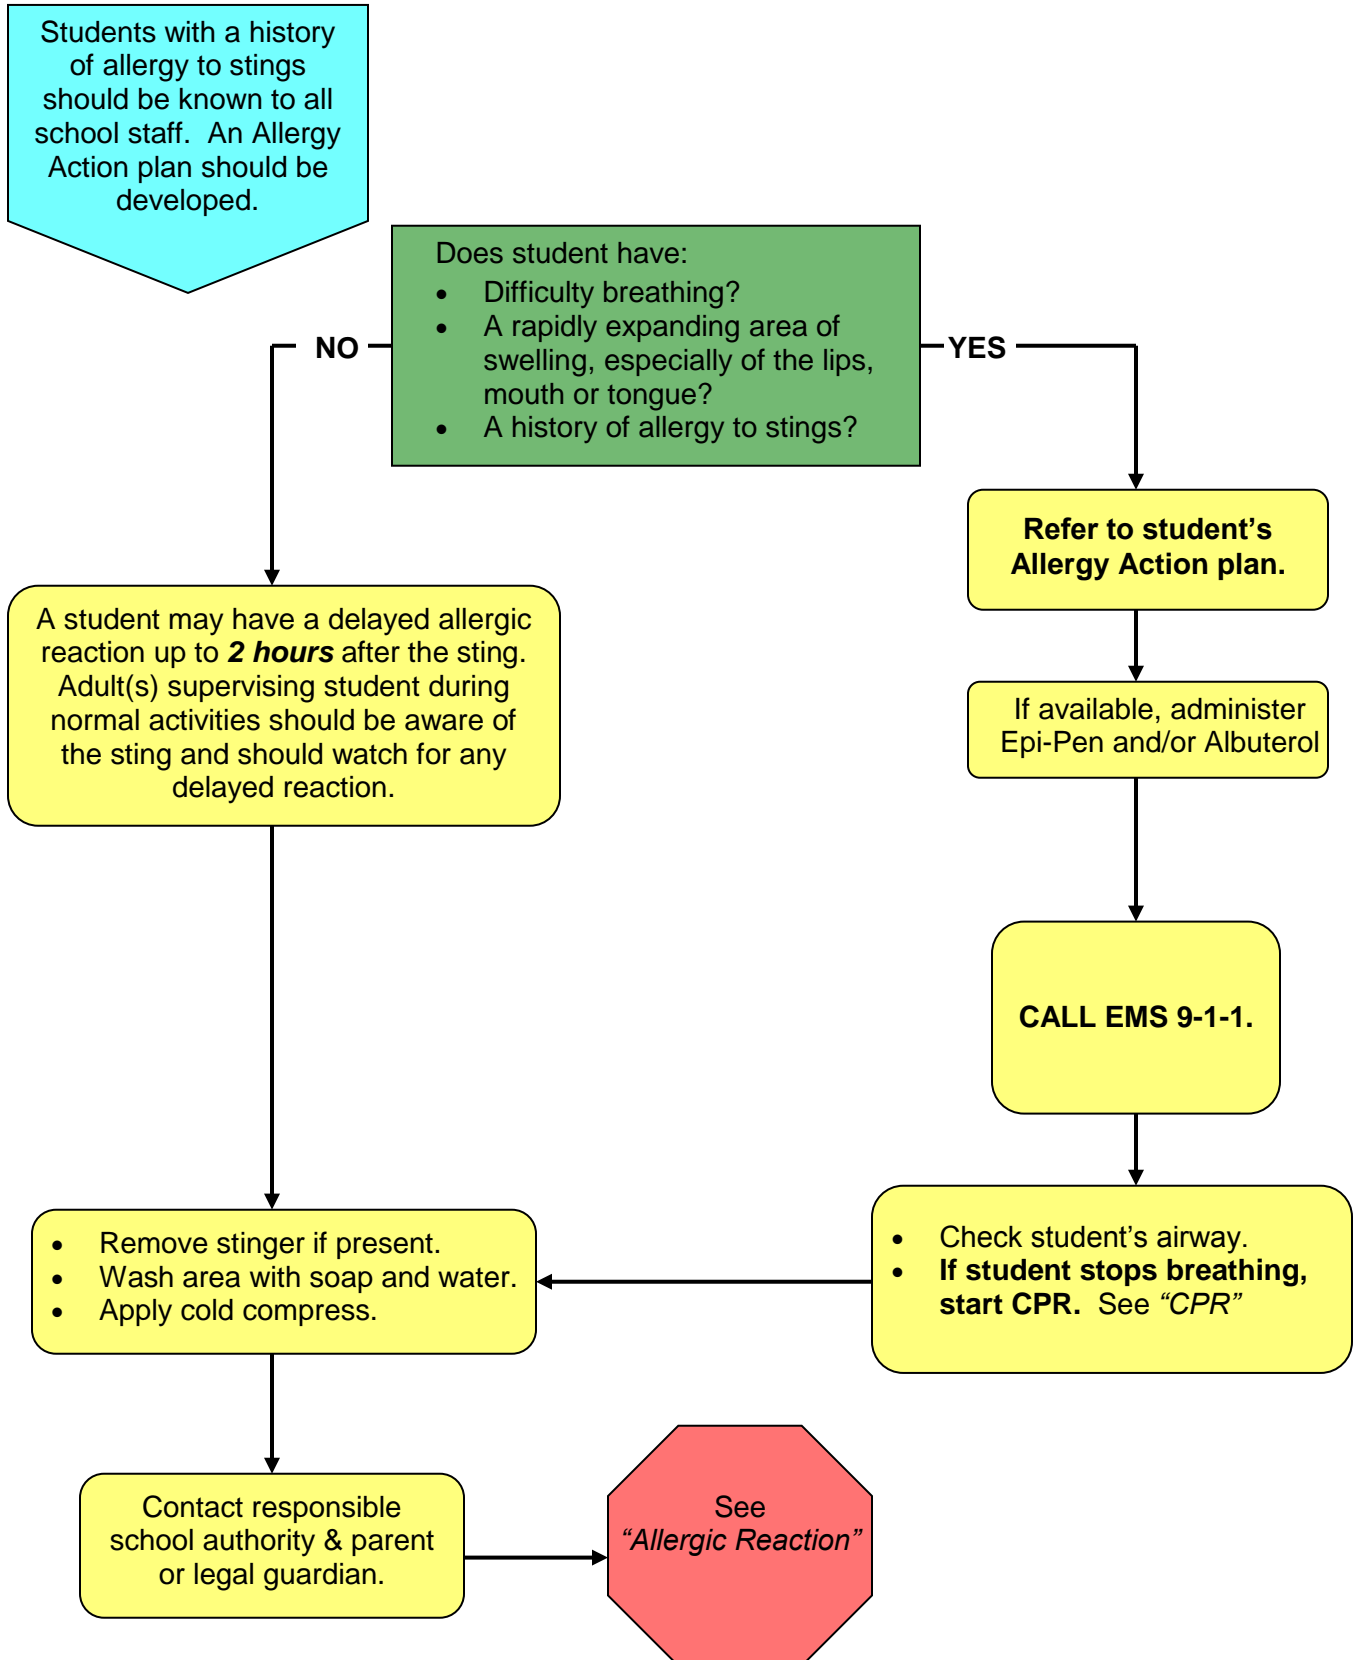 Students with a history
of allergy to stings
should be known to all
school staff.  An Allergy
Action plan should be
developed.
Does student have:
• Difficulty breathing?
• A rapidly expanding area of
swelling, especially of the lips,
mouth or tongue?
• A history of allergy to stings?
NO
YES
Refer to student’s
Allergy Action plan.
A student may have a delayed allergic
reaction up to 2 hours after the sting.
Adult(s) supervising student during
normal activities should be aware of
the sting and should watch for any
delayed reaction.
If available, administer
Epi-Pen and/or Albuterol
CALL EMS 9-1-1.
• Check student’s airway.
• If student stops breathing,
start CPR.  See “CPR”
• Remove stinger if present.
• Wash area with soap and water.
• Apply cold compress.
Contact responsible
school authority & parent
or legal guardian.
See
“Allergic Reaction”